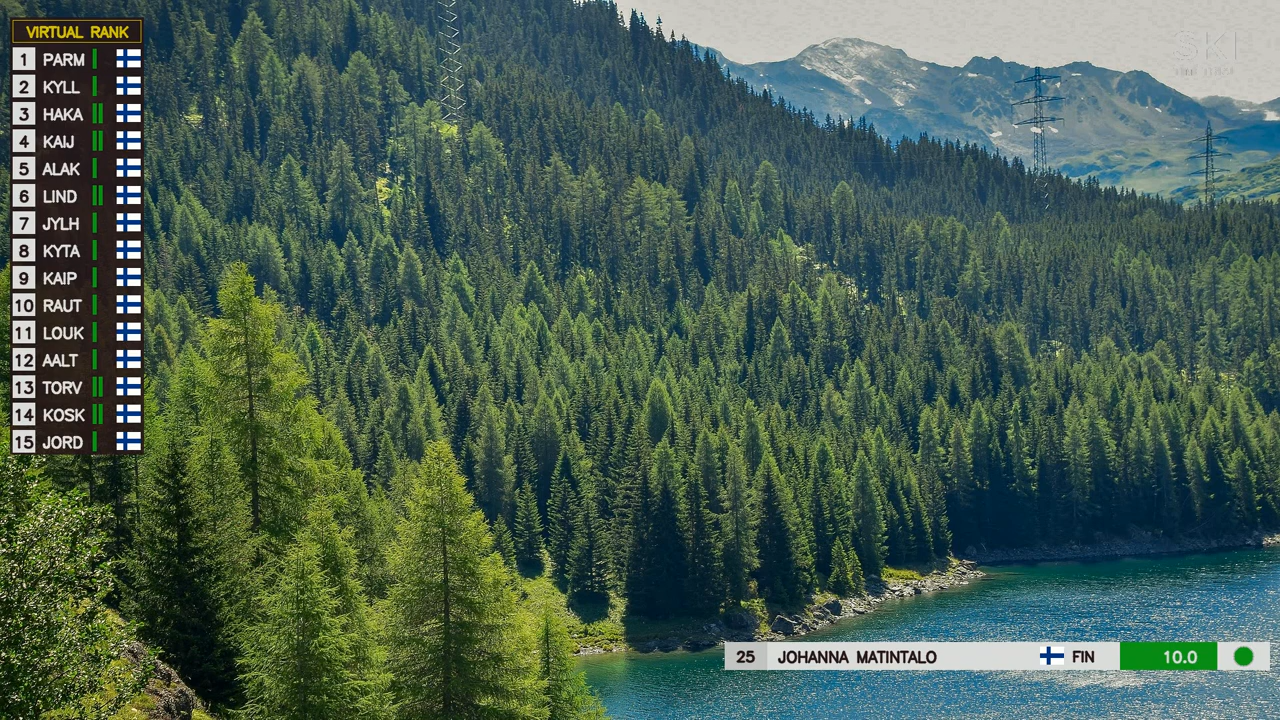 VIRTUAL RANK
1 PARM
2 KYLL
3 HAKA
4 KAIJ
5 ALAK
6 LIND
7 JYLH
8 KYTA
9 KAIP
10 RAUT
11 LOUK
12 AALT
13 TORV
14 KOSK
15 JORD
SKI
25 JOHANNA MATINTALO FIN 10.0